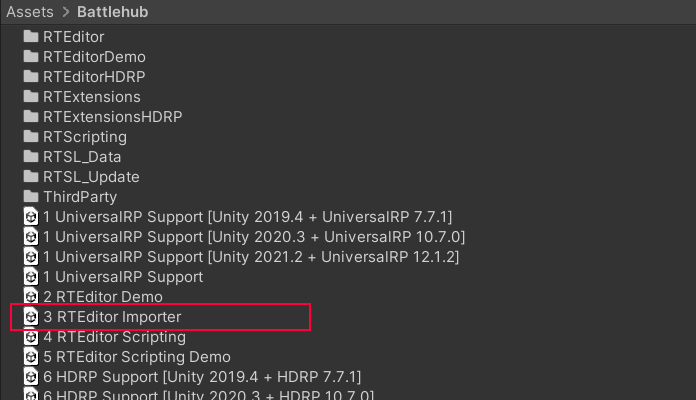 Assets > Battlehub
RTEditor
RTEditorDemo
RTEditorHDRP
RTExtensions
RTExtensionsHDRP
RTScripting
RTSL_Data
RTSL_Update
ThirdParty
1 UniversalRP Support [Unity 2019.4 + UniversalRP 7.7.1]
1 UniversalRP Support [Unity 2020.3 + UniversalRP 10.7.0]
1 UniversalRP Support [Unity 2021.2 + UniversalRP 12.1.2]
1 UniversalRP Support
2 RTEditor Demo
3 RTEditor Importer
4 RTEditor Scripting
5 RTEditor Scripting Demo
6 HDRP Support [Unity 2019.4 + HDRP 7.7.1]
6 HDRP Support [Unity 2020.3 + HDRP 10.7.0]